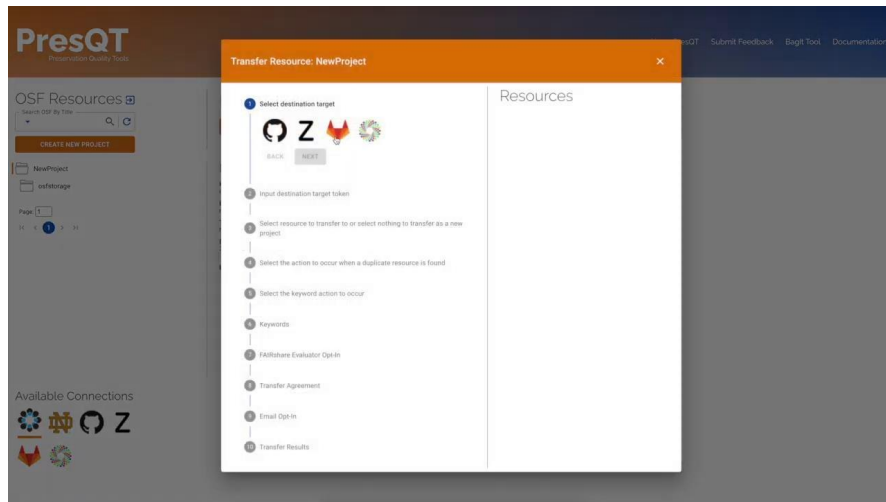 PresQT
Preservation Quality Tools
Submit Feedback
BagIt Tool
Documentation
OSF Resources
Search OSF By Title
CREATE NEW PROJECT
NewProject
osfstorage
Page 1
1
Available Connections
Z
Transfer Resource: NewProject
×
1 Select destination target
Z
BACK
NEXT
2 Input destination target token
3 Select resource to transfer to or select nothing to transfer as a new
project
4 Select the action to occur when a duplicate resource is found
5 Select the keyword action to occur
6 Keywords
7 FAIRshare Evaluator Opt-In
8 Transfer Agreement
9 Email Opt-In
10 Transfer Results
Resources